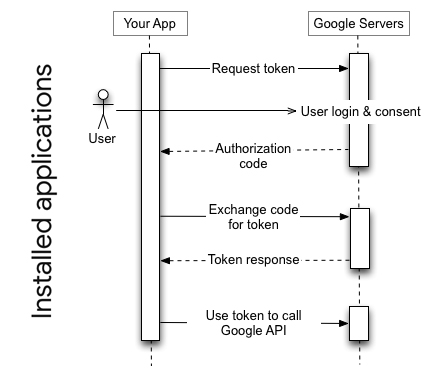 Your App
Google Servers
Request token
User login & consent
User
Authorization
code
Exchange code
for token
Token response
Use token to call
Google API
Installed applications